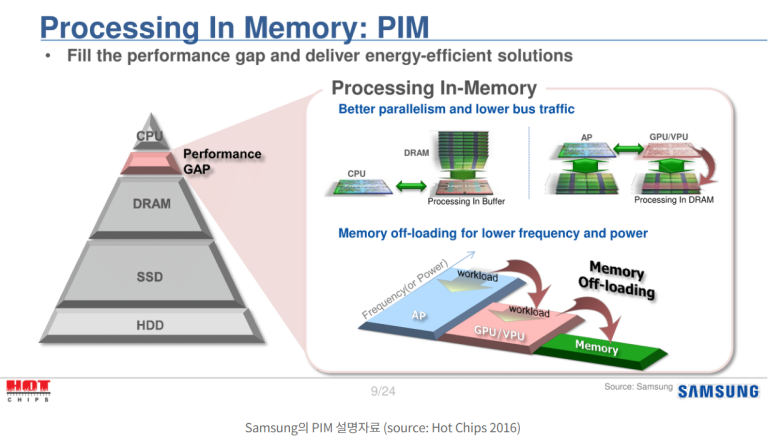 Processing In Memory: PIM
• Fill the performance gap and deliver energy-efficient solutions
CPU
Performance
GAP
DRAM
SSD
HDD
Processing In-Memory
Better parallelism and lower bus traffic
DRAM
CPU
Processing In Buffer
AP
GPU/VPU
Processing In DRAM
Memory off-loading for lower frequency and power
Frequency(or Power)
workload
Memory
Off-loading
AP
workload
GPU/VPU
Memory
HOT
CHIPS
9/24
Source: Samsung
SAMSUNG
Samsung의 PIM 설명자료 (source: Hot Chips 2016)